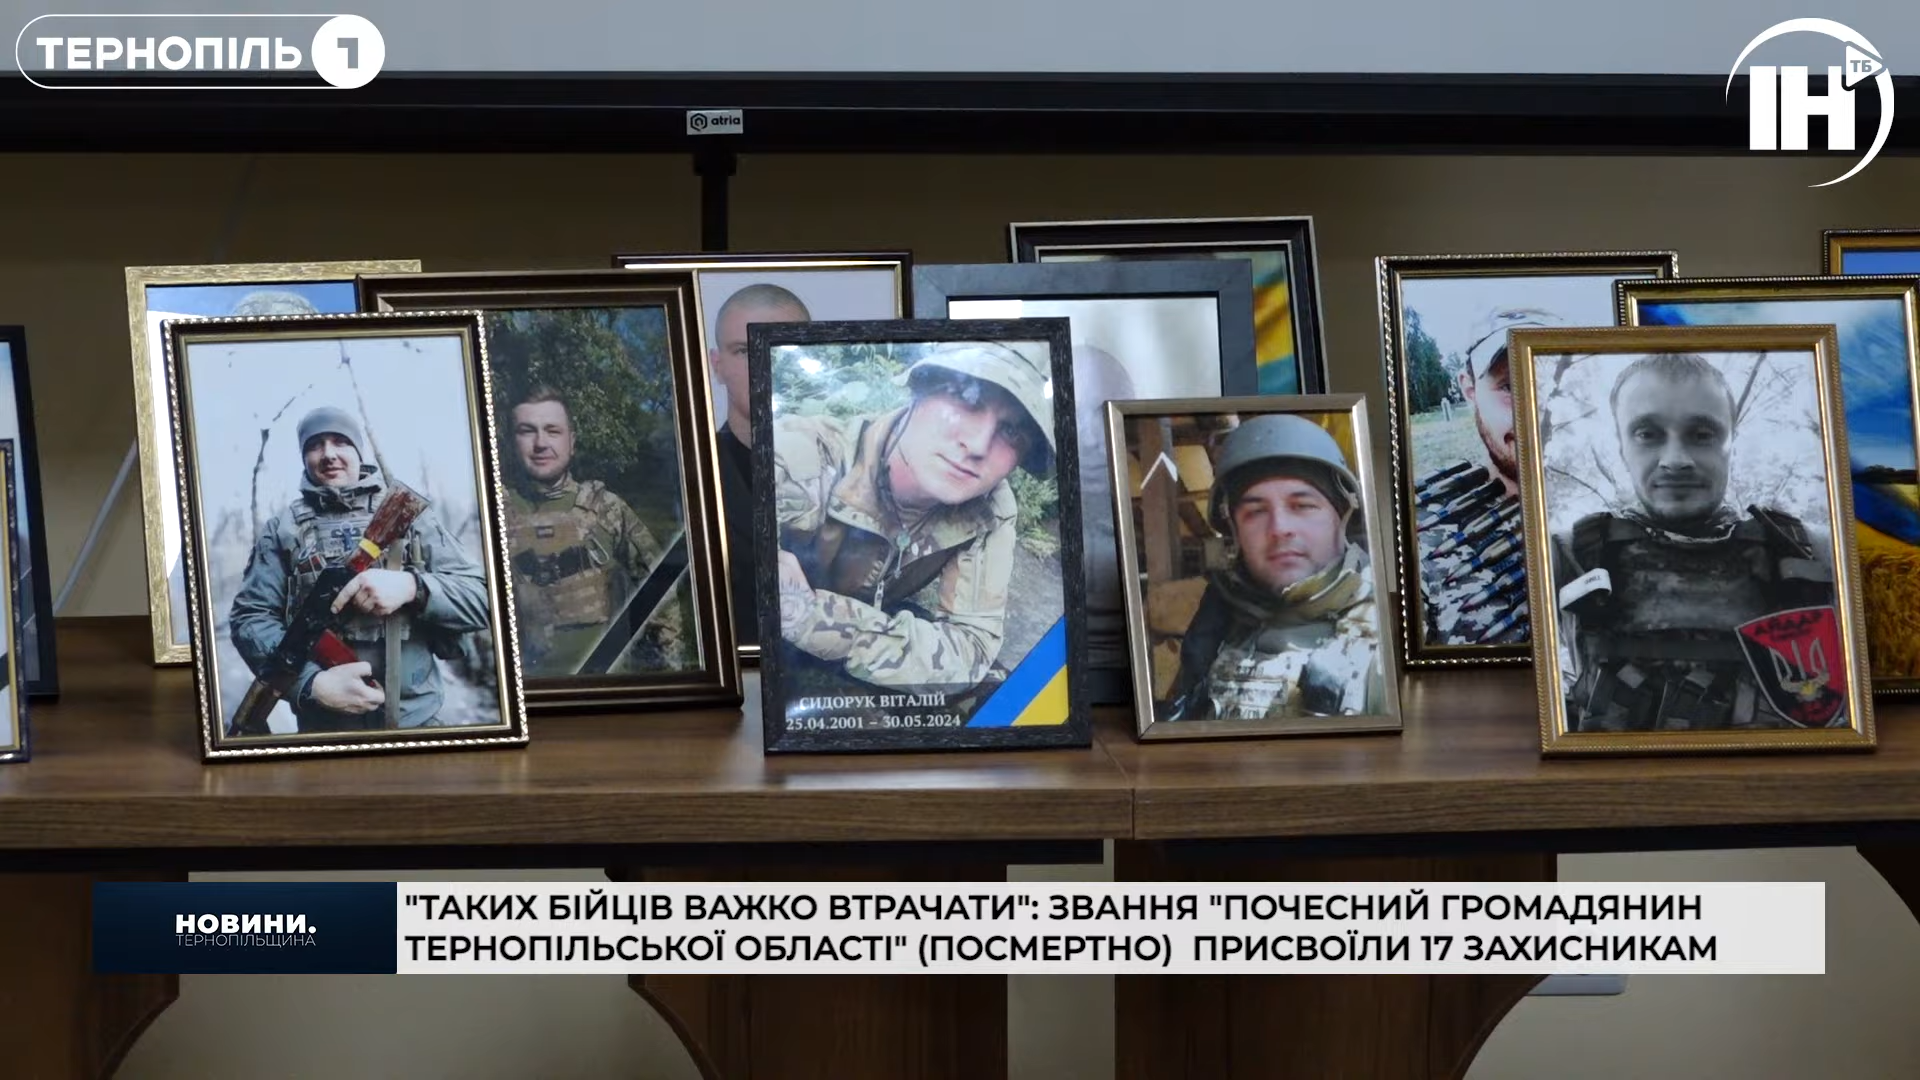 ТЕРНОПІЛЬ 1
ІН ТБ
atria
СИДОРУК ВІТАЛІЙ
25.04.2001 – 30.05.2024
АЙДАР
НОВИНИ.
ТЕРНОПІЛЬЩИНА
"ТАКИХ БІЙЦІВ ВАЖКО ВТРАЧАТИ": ЗВАННЯ "ПОЧЕСНИЙ ГРОМАДЯНИН
ТЕРНОПІЛЬСЬКОЇ ОБЛАСТІ" (ПОСМЕРТНО) ПРИСВОЇЛИ 17 ЗАХИСНИКАМ